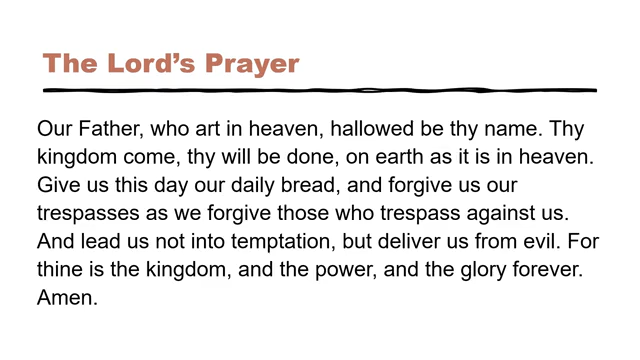 The Lord’s Prayer
Our Father, who art in heaven, hallowed be thy name. Thy
kingdom come, thy will be done, on earth as it is in heaven.
Give us this day our daily bread, and forgive us our
trespasses as we forgive those who trespass against us.
And lead us not into temptation, but deliver us from evil. For
thine is the kingdom, and the power, and the glory forever.
Amen.